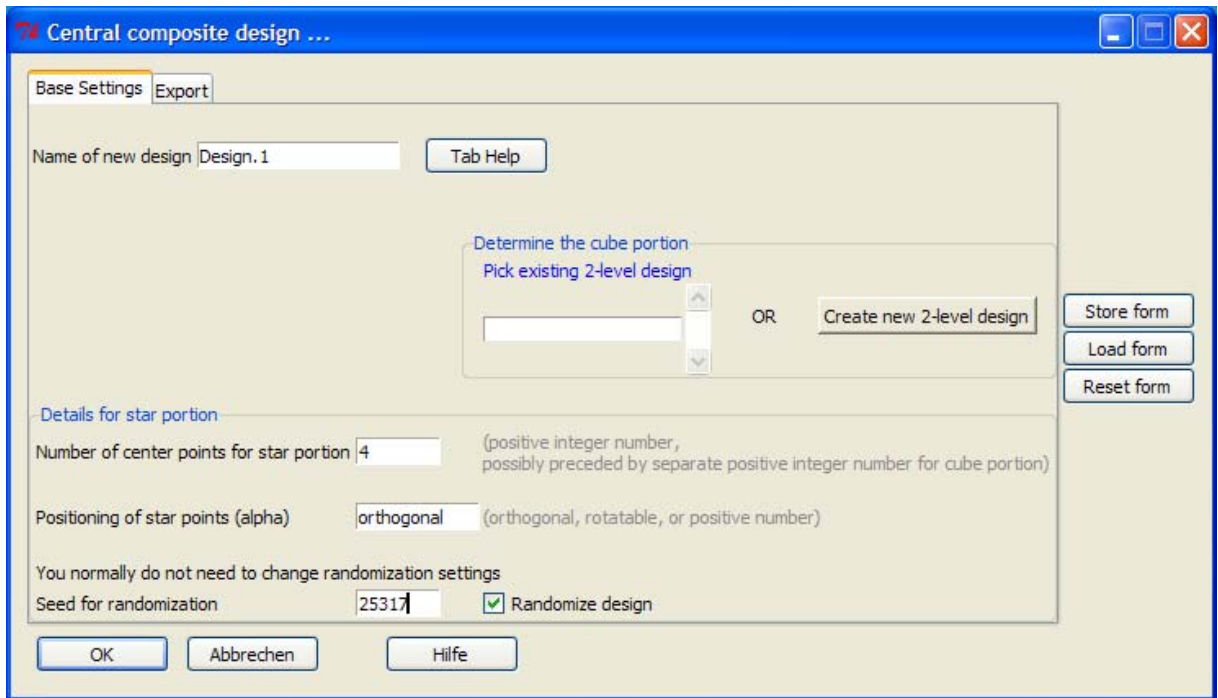 Central composite design ...
Base Settings Export
Name of new design Design.1 Tab Help
Determine the cube portion
Pick existing 2-level design
OR Create new 2-level design
Store form
Load form
Reset form
Details for star portion
Number of center points for star portion 4 (positive integer number,
possibly preceded by separate positive integer number for cube portion)
Positioning of star points (alpha) orthogonal (orthogonal, rotatable, or positive number)
You normally do not need to change randomization settings
Seed for randomization 25317 Randomize design
OK Abbrechen Hilfe